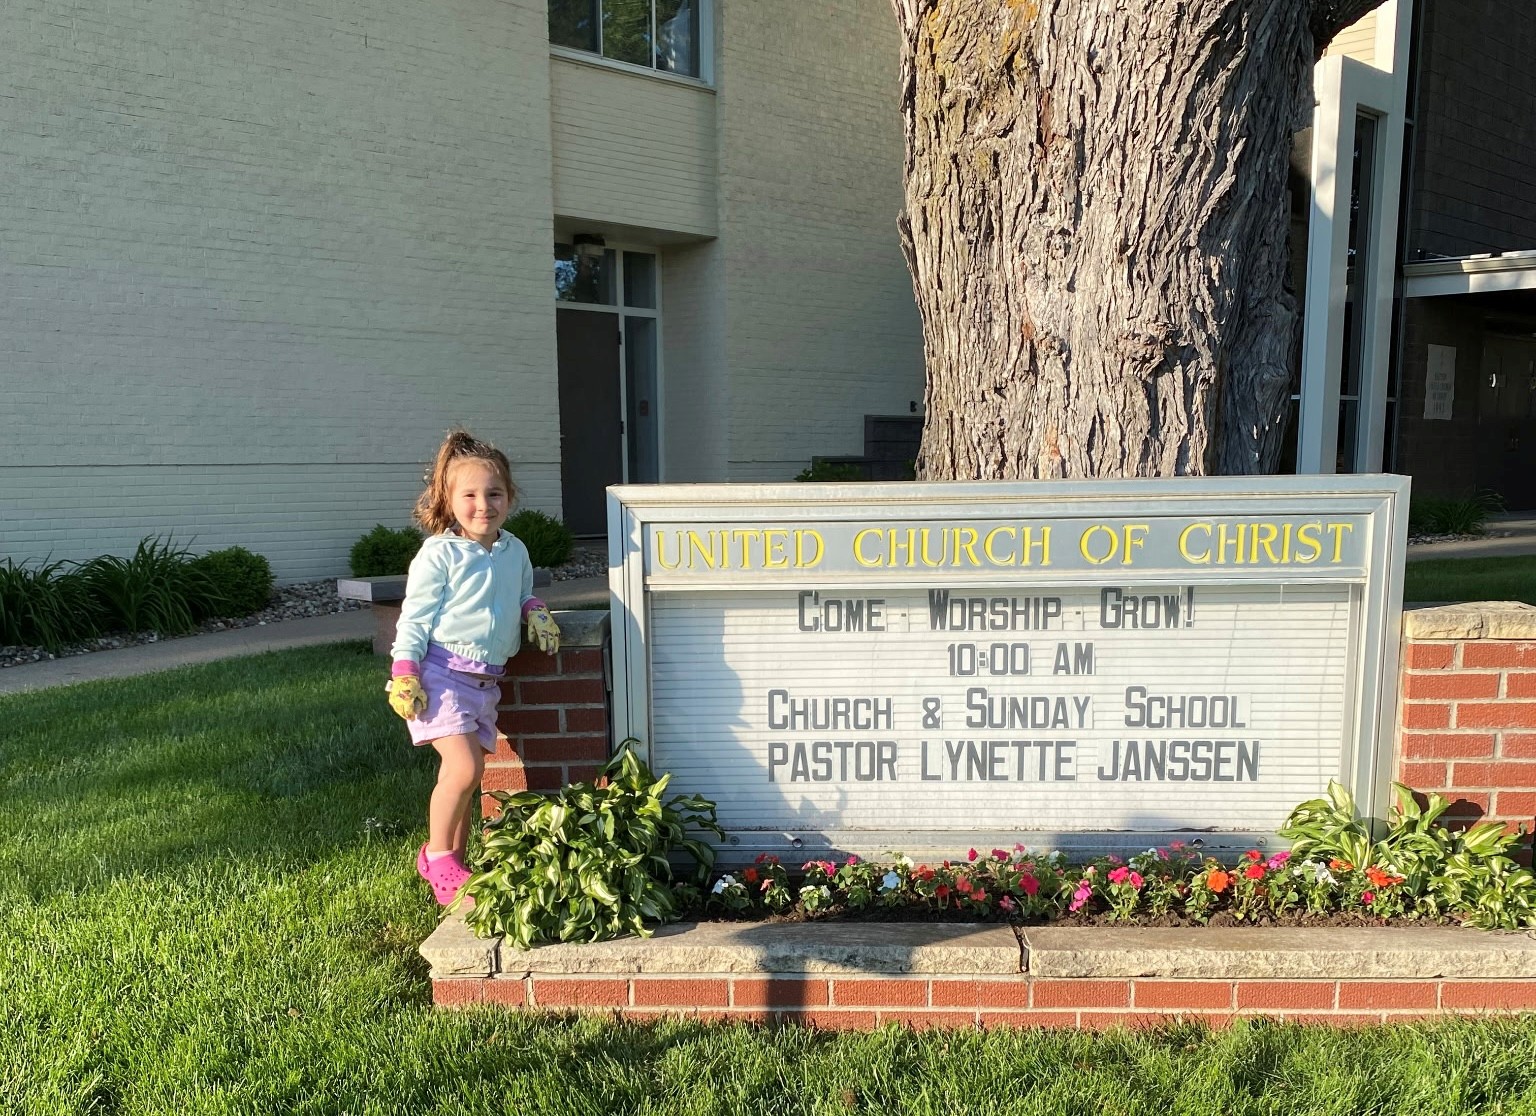 UNITED CHURCH OF CHRIST
COME - WORSHIP - GROW!
10:00 AM
CHURCH & SUNDAY SCHOOL
PASTOR LYNETTE JANSSEN